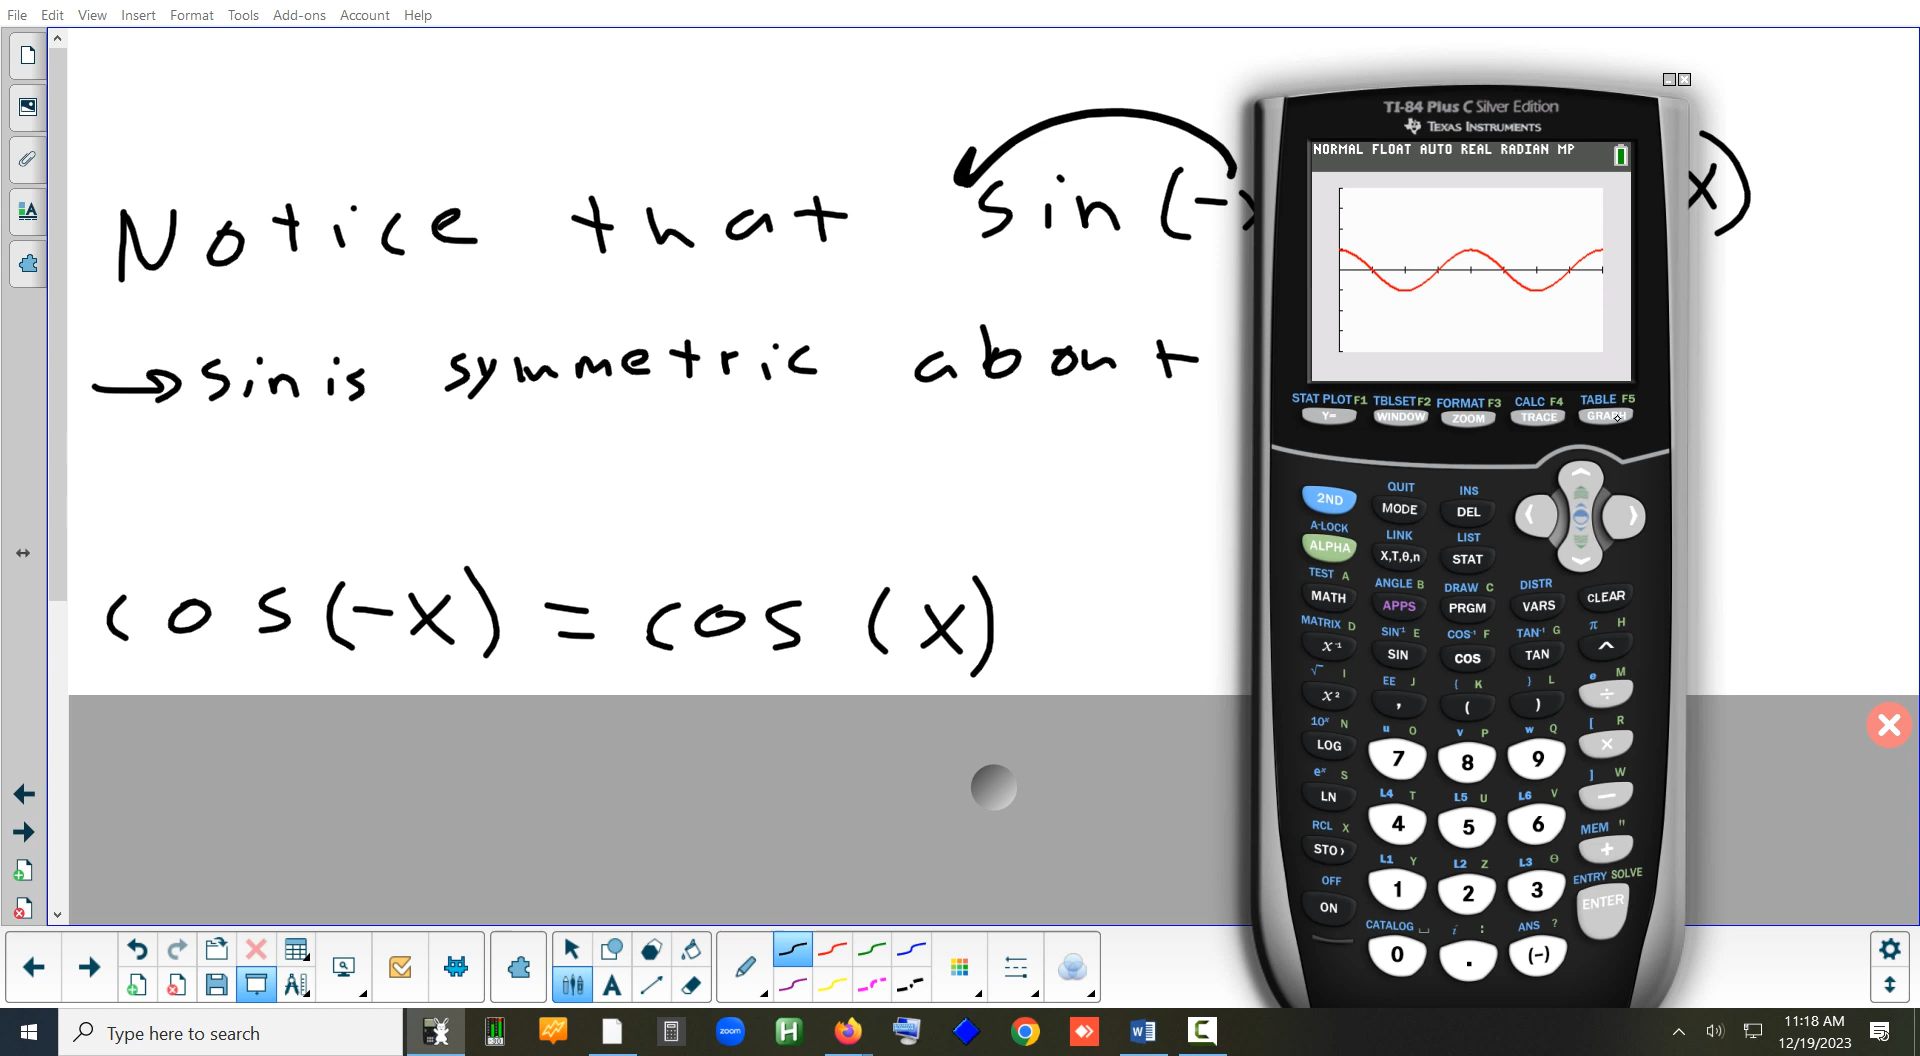 File Edit View Insert Format Tools Add-ons Account Help
Notice that sin(-x x)
→ sin is symmetric about
cos(-x) = cos (x)
TI-84 Plus C Silver Edition
TEXAS INSTRUMENTS
NORMAL FLOAT AUTO REAL RADIAN MP
STAT PLOT F1 TBLSET F2 FORMAT F3 CALC F4 TABLE F5
Y= WINDOW ZOOM TRACE GRAPH
QUIT INS
2ND MODE DEL
A-LOCK LINK LIST
ALPHA X,T,θ,n STAT
TEST A ANGLE B DRAW C DISTR
MATH APPS PRGM VARS CLEAR
MATRIX D SIN⁻¹ E COS⁻¹ F TAN⁻¹ G π H
x⁻¹ SIN COS TAN ^
√ I EE J { K } L e M
x² , ( ) ÷
10ˣ N u O v P w Q [ R
LOG 7 8 9 ×
eˣ S L4 T L5 U L6 V ] W
LN 4 5 6 −
RCL X L1 Y L2 Z L3 θ MEM "
STO› 1 2 3 +
OFF CATALOG ⎵ i : ANS ? ENTRY SOLVE
ON 0 . (-) ENTER
A
zoom
H
W
C
Type here to search
11:18 AM
12/19/2023